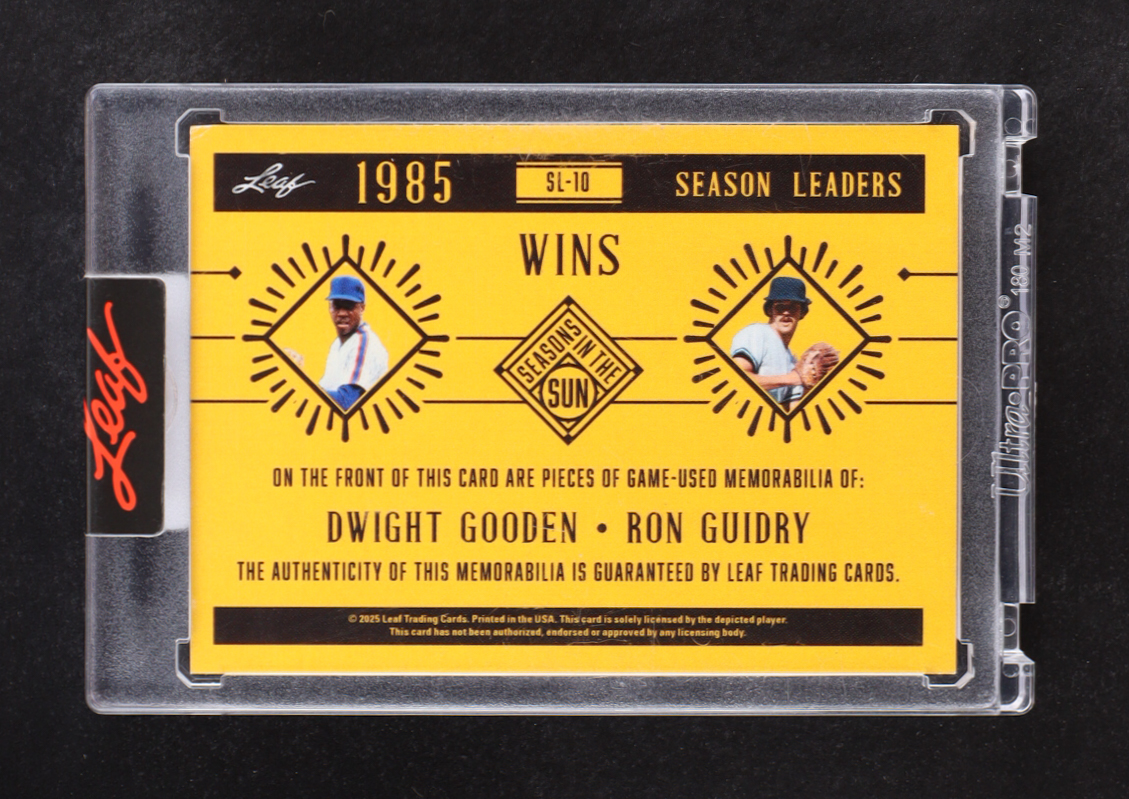 Leaf 1985 SL-10 SEASON LEADERS
WINS
SEASONS IN THE
SUN
ON THE FRONT OF THIS CARD ARE PIECES OF GAME-USED MEMORABILIA OF:
DWIGHT GOODEN • RON GUIDRY
THE AUTHENTICITY OF THIS MEMORABILIA IS GUARANTEED BY LEAF TRADING CARDS.
© 2025 Leaf Trading Cards. Printed in the USA. This card is solely licensed by the depicted player.
This card has not been authorized, endorsed or approved by any licensing body.
Leaf
Ultra•PRO® 180 M2